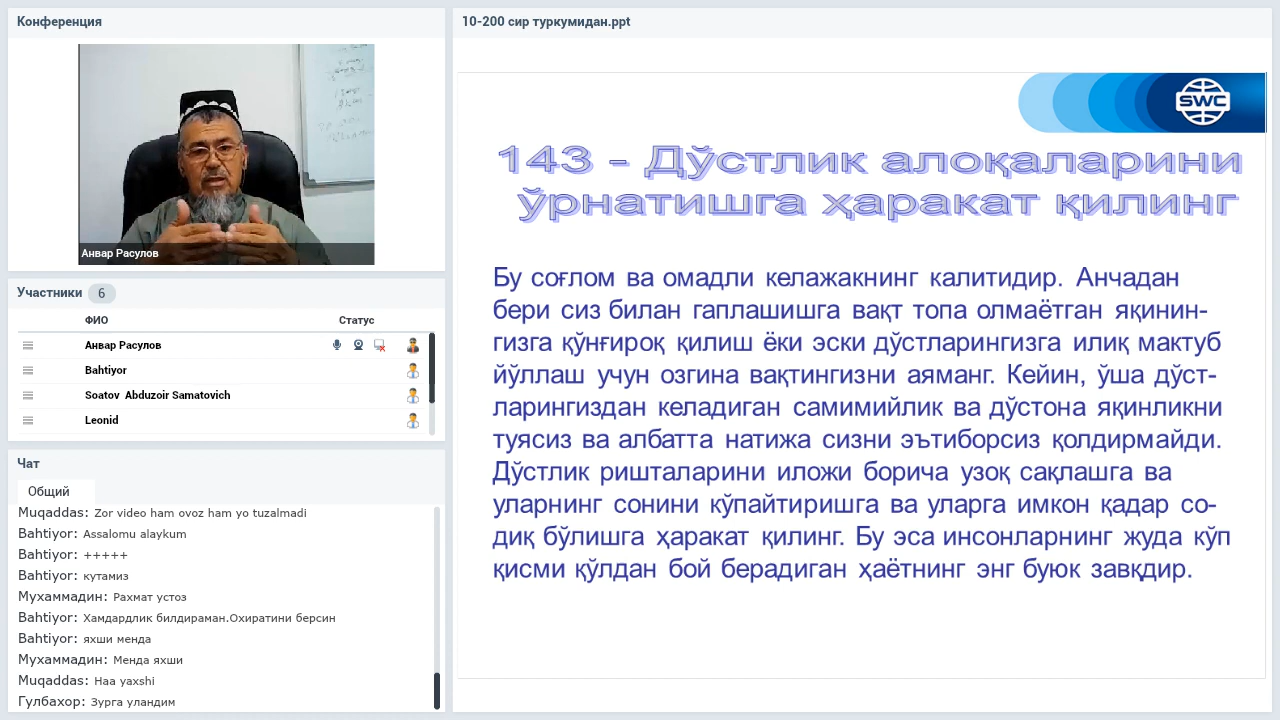 Конференция
Анвар Расулов
Участники 6
ФИО Статус
Анвар Расулов
Bahtiyor
Soatov Abduzoir Samatovich
Leonid
Чат
Общий
Muqaddas: Zor video ham ovoz ham yo tuzalmadi
Bahtiyor: Assalomu alaykum
Bahtiyor: +++++
Bahtiyor: кутамиз
Мухаммадин: Рахмат устоз
Bahtiyor: Хамдардлик билдираман.Охиратини берсин
Bahtiyor: яхши менда
Мухаммадин: Менда яхши
Muqaddas: Haa yaxshi
Гулбахор: Зурга уландим
10-200 сир туркумидан.ppt
SWC
143 - Дўстлик алоқаларини
ўрнатишга ҳаракат қилинг
Бу соғлом ва омадли келажакнинг калитидир. Анчадан
бери сиз билан гаплашишга вақт топа олмаётган яқинин-
гизга қўнғироқ қилиш ёки эски дўстларингизга илиқ мактуб
йўллаш учун озгина вақтингизни аяманг. Кейин, ўша дўст-
ларингиздан келадиган самимийлик ва дўстона яқинликни
туясиз ва албатта натижа сизни эътиборсиз қолдирмайди.
Дўстлик ришталарини иложи борича узоқ сақлашга ва
уларнинг сонини кўпайтиришга ва уларга имкон қадар со-
диқ бўлишга ҳаракат қилинг. Бу эса инсонларнинг жуда кўп
қисми қўлдан бой берадиган ҳаётнинг энг буюк завқдир.